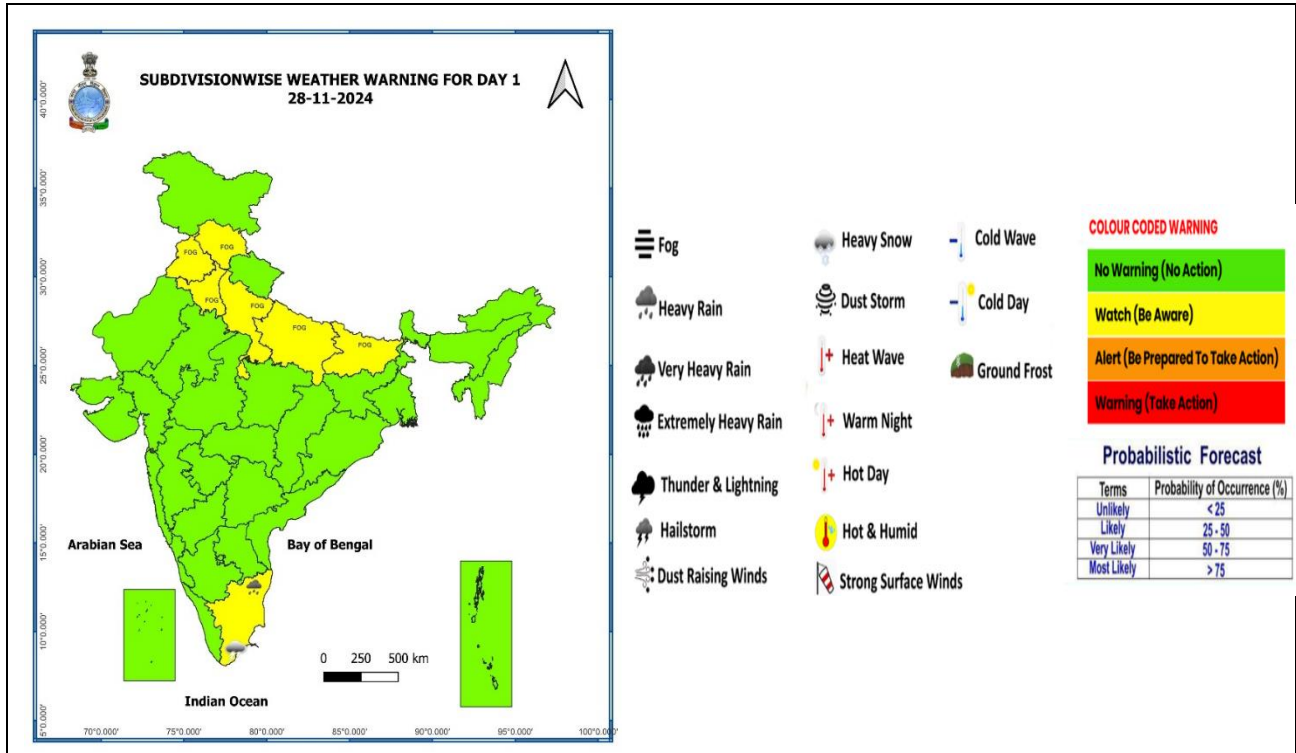 SUBDIVISIONWISE WEATHER WARNING FOR DAY 1
28-11-2024
40°0.000'
35°0.000'
30°0.000'
25°0.000'
20°0.000'
15°0.000'
10°0.000'
5°0.000'
FOG
FOG
FOG
FOG
FOG
FOG
Arabian Sea
Bay of Bengal
0 250 500 km
Indian Ocean
70°0.000' 75°0.000' 80°0.000' 85°0.000' 90°0.000' 95°0.000' 100°0.000'
Fog
Heavy Rain
Very Heavy Rain
Extremely Heavy Rain
Thunder & Lightning
Hailstorm
Dust Raising Winds
Heavy Snow
Dust Storm
Heat Wave
Warm Night
Hot Day
Hot & Humid
Strong Surface Winds
Cold Wave
Cold Day
Ground Frost
COLOUR CODED WARNING
No Warning (No Action)
Watch (Be Aware)
Alert (Be Prepared To Take Action)
Warning (Take Action)
Probabilistic Forecast
Terms Probability of Occurrence (%)
Unlikely < 25
Likely 25 - 50
Very Likely 50 - 75
Most Likely > 75